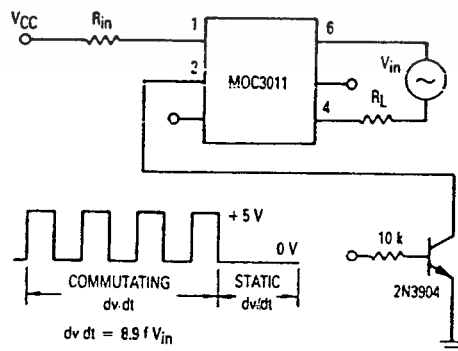 VCC
Rin
1
6
2
MOC3011
Vin
4
RL
+ 5 V
0 V
10 k
COMMUTATING
dv/dt
STATIC
dv/dt
2N3904
dv dt = 8.9 f Vin